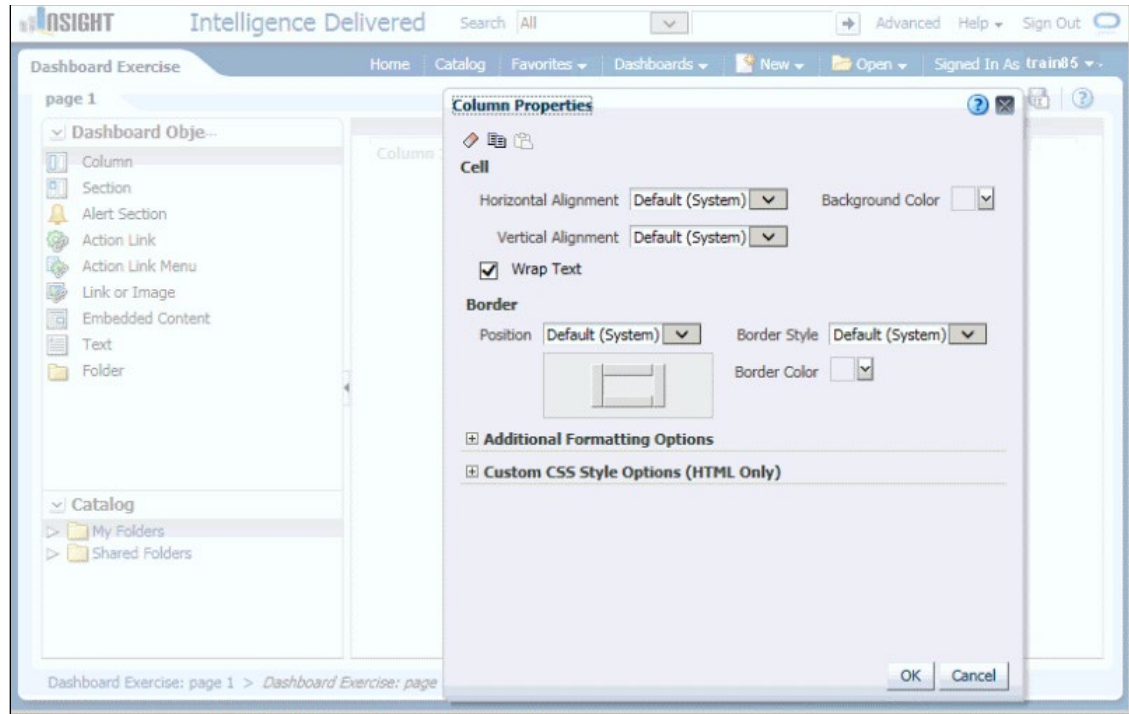 INSIGHT Intelligence Delivered Search All Advanced Help Sign Out
Dashboard Exercise Home Catalog Favorites Dashboards New Open Signed In As train85
page 1
Dashboard Obje...
Column
Section
Alert Section
Action Link
Action Link Menu
Link or Image
Embedded Content
Text
Folder
Catalog
My Folders
Shared Folders
Column
Column Properties
Cell
Horizontal Alignment Default (System) Background Color
Vertical Alignment Default (System)
Wrap Text
Border
Position Default (System) Border Style Default (System)
Border Color
Additional Formatting Options
Custom CSS Style Options (HTML Only)
OK Cancel
Dashboard Exercise: page 1 > Dashboard Exercise: page